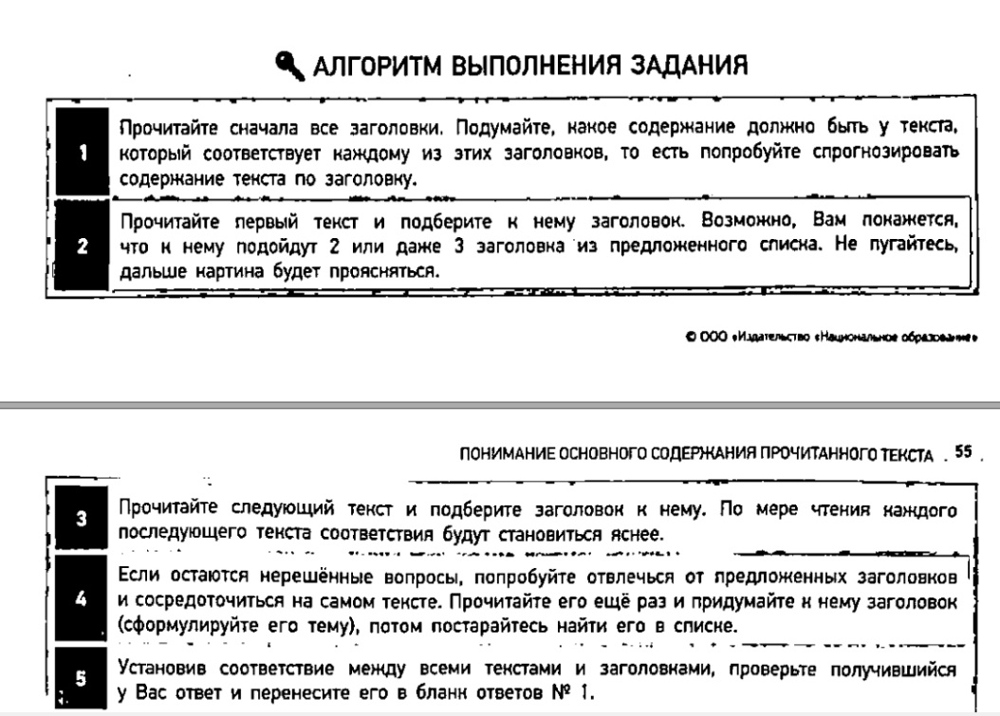 АЛГОРИТМ ВЫПОЛНЕНИЯ ЗАДАНИЯ
1
Прочитайте сначала все заголовки. Подумайте, какое содержание должно быть у текста,
который соответствует каждому из этих заголовков, то есть попробуйте спрогнозировать
содержание текста по заголовку.
2
Прочитайте первый текст и подберите к нему заголовок. Возможно, Вам покажется,
что к нему подойдут 2 или даже 3 заголовка из предложенного списка. Не пугайтесь,
дальше картина будет проясняться.
© ООО «Издательство «Национальное образование»
ПОНИМАНИЕ ОСНОВНОГО СОДЕРЖАНИЯ ПРОЧИТАННОГО ТЕКСТА . 55 .
3
Прочитайте следующий текст и подберите заголовок к нему. По мере чтения каждого
последующего текста соответствия будут становиться яснее.
4
Если остаются нерешённые вопросы, попробуйте отвлечься от предложенных заголовков
и сосредоточиться на самом тексте. Прочитайте его ещё раз и придумайте к нему заголовок
(сформулируйте его тему), потом постарайтесь найти его в списке.
5
Установив соответствие между всеми текстами и заголовками, проверьте получившийся
у Вас ответ и перенесите его в бланк ответов № 1.